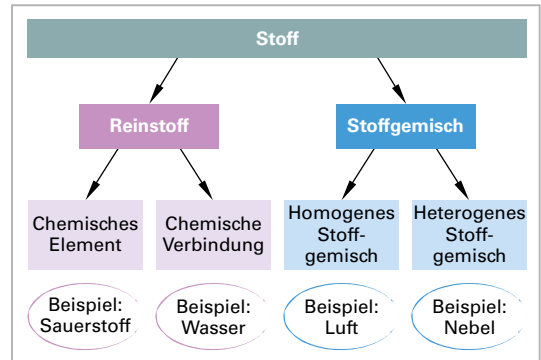 Stoff
Reinstoff
Stoffgemisch
Chemisches
Element
Chemische
Verbindung
Homogenes
Stoff-
gemisch
Heterogenes
Stoff-
gemisch
Beispiel:
Sauerstoff
Beispiel:
Wasser
Beispiel:
Luft
Beispiel:
Nebel